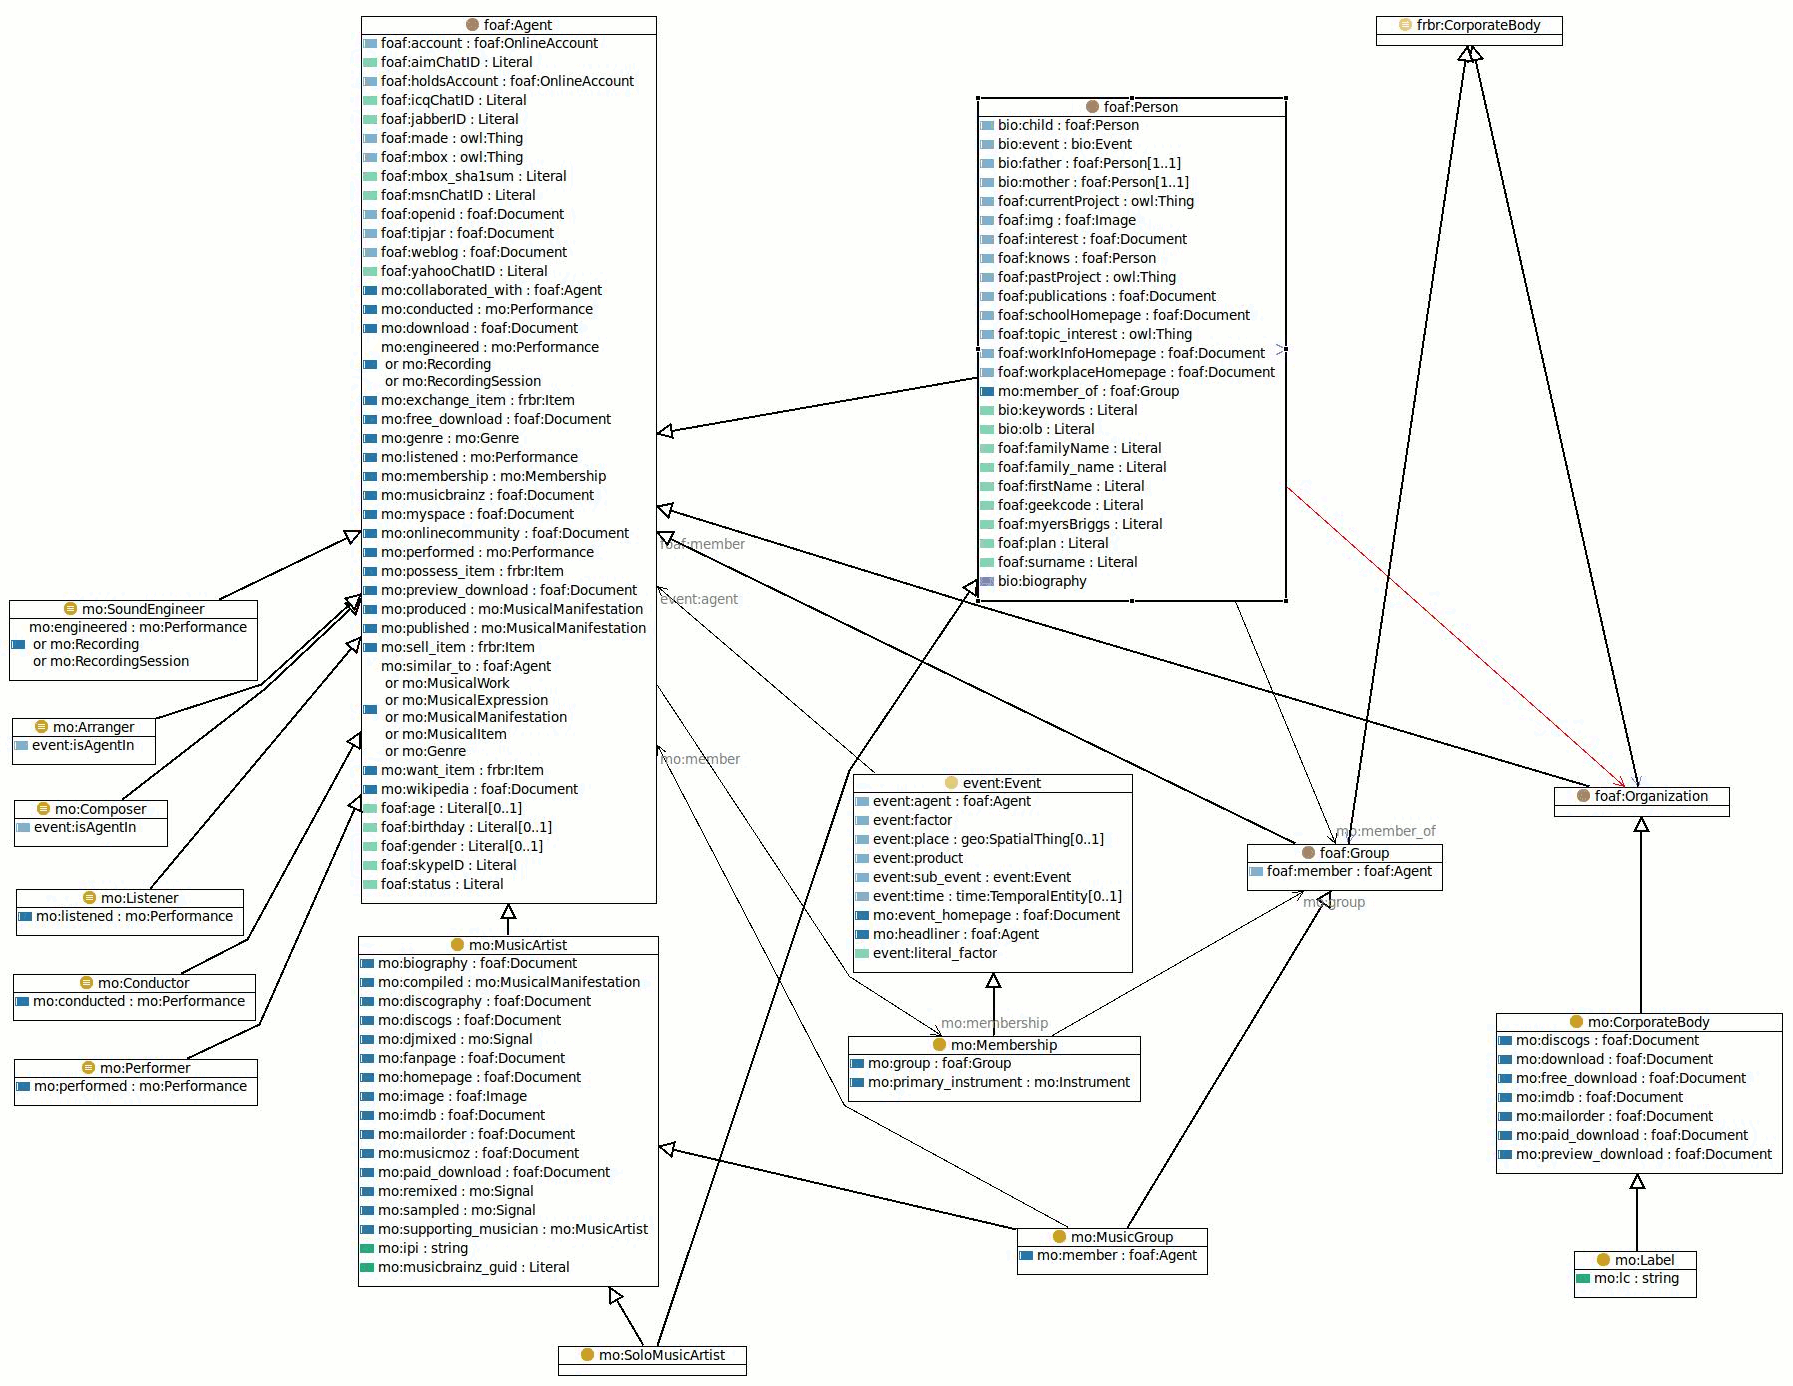 foaf:Agent
foaf:account : foaf:OnlineAccount
foaf:aimChatID : Literal
foaf:holdsAccount : foaf:OnlineAccount
foaf:icqChatID : Literal
foaf:jabberID : Literal
foaf:made : owl:Thing
foaf:mbox : owl:Thing
foaf:mbox_sha1sum : Literal
foaf:msnChatID : Literal
foaf:openid : foaf:Document
foaf:tipjar : foaf:Document
foaf:weblog : foaf:Document
foaf:yahooChatID : Literal
mo:collaborated_with : foaf:Agent
mo:conducted : mo:Performance
mo:download : foaf:Document
mo:engineered : mo:Performance
or mo:Recording
or mo:RecordingSession
mo:exchange_item : frbr:Item
mo:free_download : foaf:Document
mo:genre : mo:Genre
mo:listened : mo:Performance
mo:membership : mo:Membership
mo:musicbrainz : foaf:Document
mo:myspace : foaf:Document
mo:onlinecommunity : foaf:Document
mo:performed : mo:Performance
mo:possess_item : frbr:Item
mo:preview_download : foaf:Document
mo:produced : mo:MusicalManifestation
mo:published : mo:MusicalManifestation
mo:sell_item : frbr:Item
mo:similar_to : foaf:Agent
or mo:MusicalWork
or mo:MusicalExpression
or mo:MusicalManifestation
or mo:MusicalItem
or mo:Genre
mo:want_item : frbr:Item
mo:wikipedia : foaf:Document
foaf:age : Literal[0..1]
foaf:birthday : Literal[0..1]
foaf:gender : Literal[0..1]
foaf:skypeID : Literal
foaf:status : Literal
frbr:CorporateBody
foaf:Person
bio:child : foaf:Person
bio:event : bio:Event
bio:father : foaf:Person[1..1]
bio:mother : foaf:Person[1..1]
foaf:currentProject : owl:Thing
foaf:img : foaf:Image
foaf:interest : foaf:Document
foaf:knows : foaf:Person
foaf:pastProject : owl:Thing
foaf:publications : foaf:Document
foaf:schoolHomepage : foaf:Document
foaf:topic_interest : owl:Thing
foaf:workInfoHomepage : foaf:Document
foaf:workplaceHomepage : foaf:Document
mo:member_of : foaf:Group
bio:keywords : Literal
bio:olb : Literal
foaf:familyName : Literal
foaf:family_name : Literal
foaf:firstName : Literal
foaf:geekcode : Literal
foaf:myersBriggs : Literal
foaf:plan : Literal
foaf:surname : Literal
bio:biography
foaf:member
event:agent
mo:member
mo:SoundEngineer
mo:engineered : mo:Performance
or mo:Recording
or mo:RecordingSession
mo:Arranger
event:isAgentIn
mo:Composer
event:isAgentIn
mo:Listener
mo:listened : mo:Performance
mo:Conductor
mo:conducted : mo:Performance
mo:Performer
mo:performed : mo:Performance
event:Event
event:agent : foaf:Agent
event:factor
event:place : geo:SpatialThing[0..1]
event:product
event:sub_event : event:Event
event:time : time:TemporalEntity[0..1]
mo:event_homepage : foaf:Document
mo:headliner : foaf:Agent
event:literal_factor
foaf:Organization
mo:member_of
foaf:Group
foaf:member : foaf:Agent
mo:group
mo:MusicArtist
mo:biography : foaf:Document
mo:compiled : mo:MusicalManifestation
mo:discography : foaf:Document
mo:discogs : foaf:Document
mo:djmixed : mo:Signal
mo:fanpage : foaf:Document
mo:homepage : foaf:Document
mo:image : foaf:Image
mo:imdb : foaf:Document
mo:mailorder : foaf:Document
mo:musicmoz : foaf:Document
mo:paid_download : foaf:Document
mo:remixed : mo:Signal
mo:sampled : mo:Signal
mo:supporting_musician : mo:MusicArtist
mo:ipi : string
mo:musicbrainz_guid : Literal
mo:membership
mo:Membership
mo:group : foaf:Group
mo:primary_instrument : mo:Instrument
mo:CorporateBody
mo:discogs : foaf:Document
mo:download : foaf:Document
mo:free_download : foaf:Document
mo:imdb : foaf:Document
mo:mailorder : foaf:Document
mo:paid_download : foaf:Document
mo:preview_download : foaf:Document
mo:MusicGroup
mo:member : foaf:Agent
mo:Label
mo:lc : string
mo:SoloMusicArtist